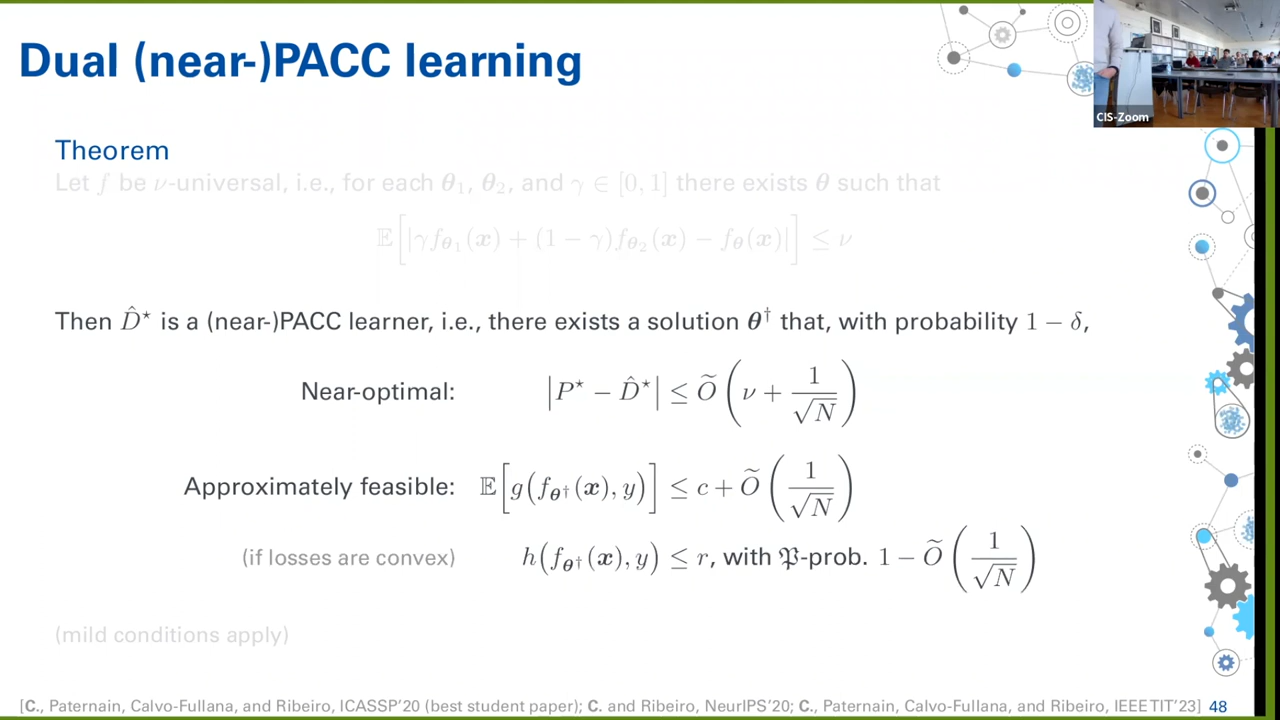 Dual (near-)PACC learning
CIS-Zoom
Theorem
Let f be ν-universal, i.e., for each θ₁, θ₂, and γ ∈ [0, 1] there exists θ such that
𝔼[|γf_θ₁(x) + (1 − γ)f_θ₂(x) − f_θ(x)|] ≤ ν
Then D̂⋆ is a (near-)PACC learner, i.e., there exists a solution θ† that, with probability 1 − δ,
Near-optimal: |P⋆ − D̂⋆| ≤ Õ(ν + 1/√N)
Approximately feasible: 𝔼[g(f_θ†(x), y)] ≤ c + Õ(1/√N)
(if losses are convex) h(f_θ†(x), y) ≤ r, with 𝔓-prob. 1 − Õ(1/√N)
(mild conditions apply)
[C., Paternain, Calvo-Fullana, and Ribeiro, ICASSP'20 (best student paper); C. and Ribeiro, NeurIPS'20; C., Paternain, Calvo-Fullana, and Ribeiro, IEEE TIT'23] 48